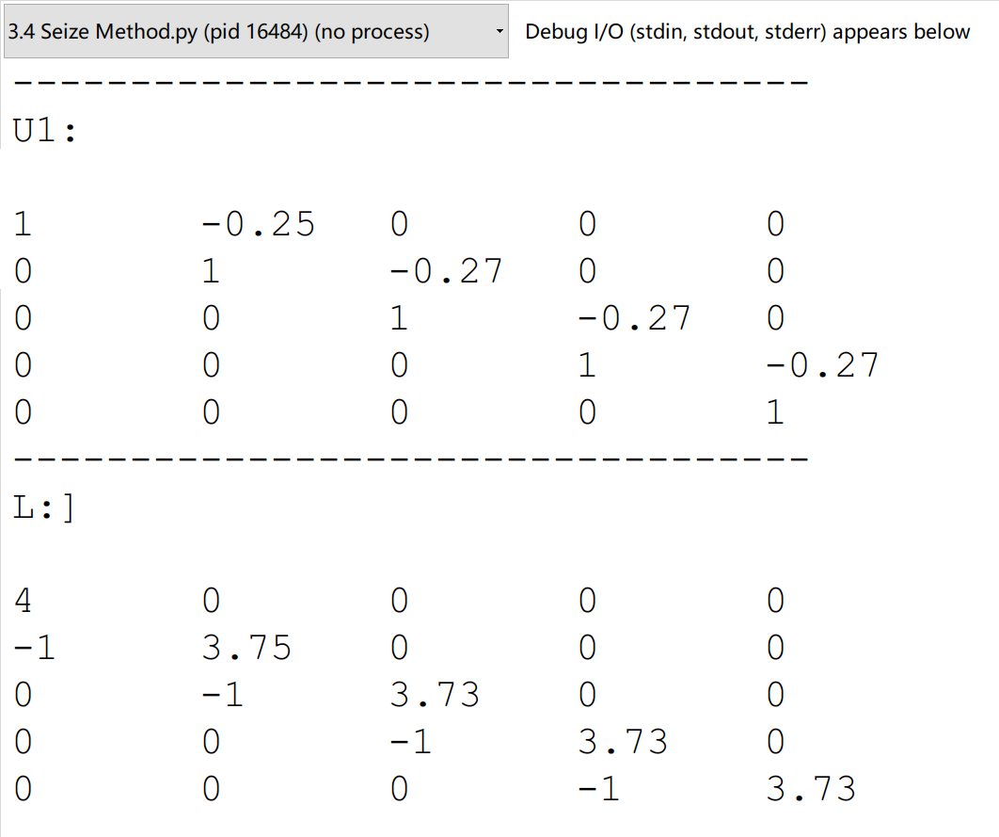 3.4 Seize Method.py (pid 16484) (no process) Debug I/O (stdin, stdout, stderr) appears below
----------------------------------
U1:
1 -0.25 0 0 0
0 1 -0.27 0 0
0 0 1 -0.27 0
0 0 0 1 -0.27
0 0 0 0 1
----------------------------------
L:]
4 0 0 0 0
-1 3.75 0 0 0
0 -1 3.73 0 0
0 0 -1 3.73 0
0 0 0 -1 3.73